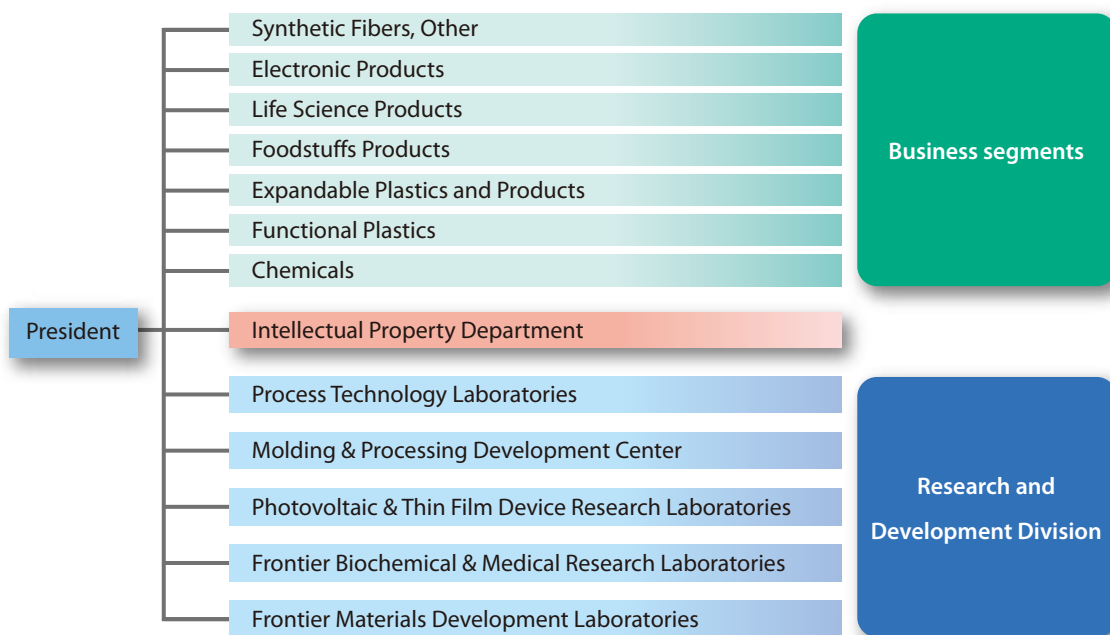 Synthetic Fibers, Other
Electronic Products
Life Science Products
Foodstuffs Products
Expandable Plastics and Products
Functional Plastics
Chemicals
Business segments
President
Intellectual Property Department
Process Technology Laboratories
Molding & Processing Development Center
Photovoltaic & Thin Film Device Research Laboratories
Frontier Biochemical & Medical Research Laboratories
Frontier Materials Development Laboratories
Research and
Development Division